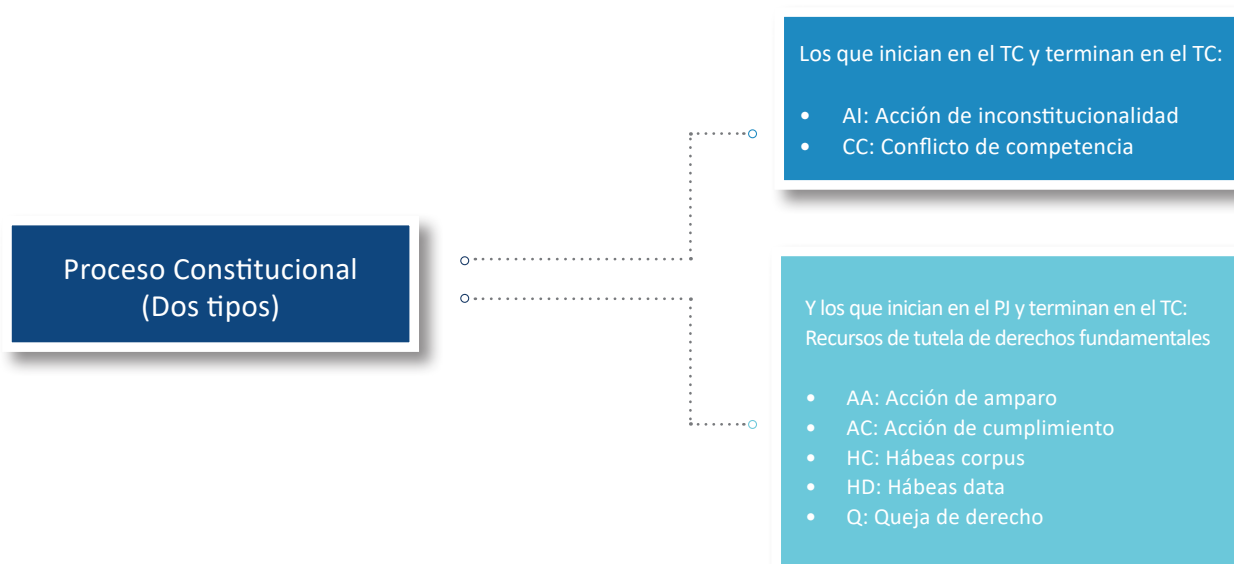 Proceso Constitucional
(Dos tipos)
Los que inician en el TC y terminan en el TC:
• AI: Acción de inconstitucionalidad
• CC: Conflicto de competencia
Y los que inician en el PJ y terminan en el TC:
Recursos de tutela de derechos fundamentales
• AA: Acción de amparo
• AC: Acción de cumplimiento
• HC: Hábeas corpus
• HD: Hábeas data
• Q: Queja de derecho